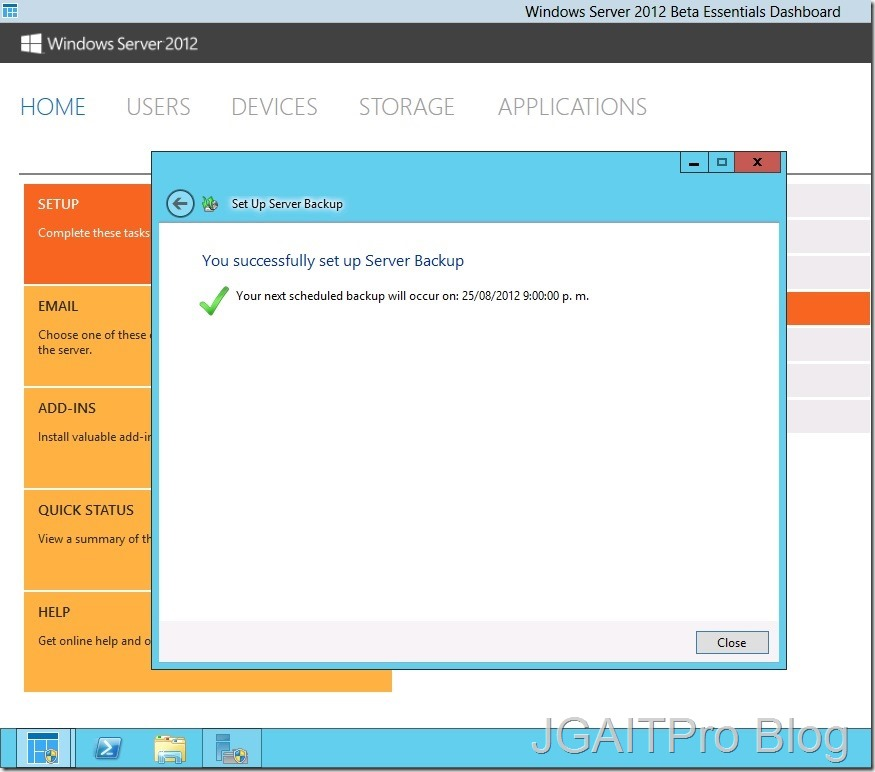 Windows Server 2012 Beta Essentials Dashboard
Windows Server 2012
HOME USERS DEVICES STORAGE APPLICATIONS
SETUP
Complete these tasks
EMAIL
Choose one of these
the server.
ADD-INS
Install valuable add-in
QUICK STATUS
View a summary of th
HELP
Get online help and o
Set Up Server Backup
You successfully set up Server Backup
Your next scheduled backup will occur on: 25/08/2012 9:00:00 p. m.
Close
JGAITPro Blog